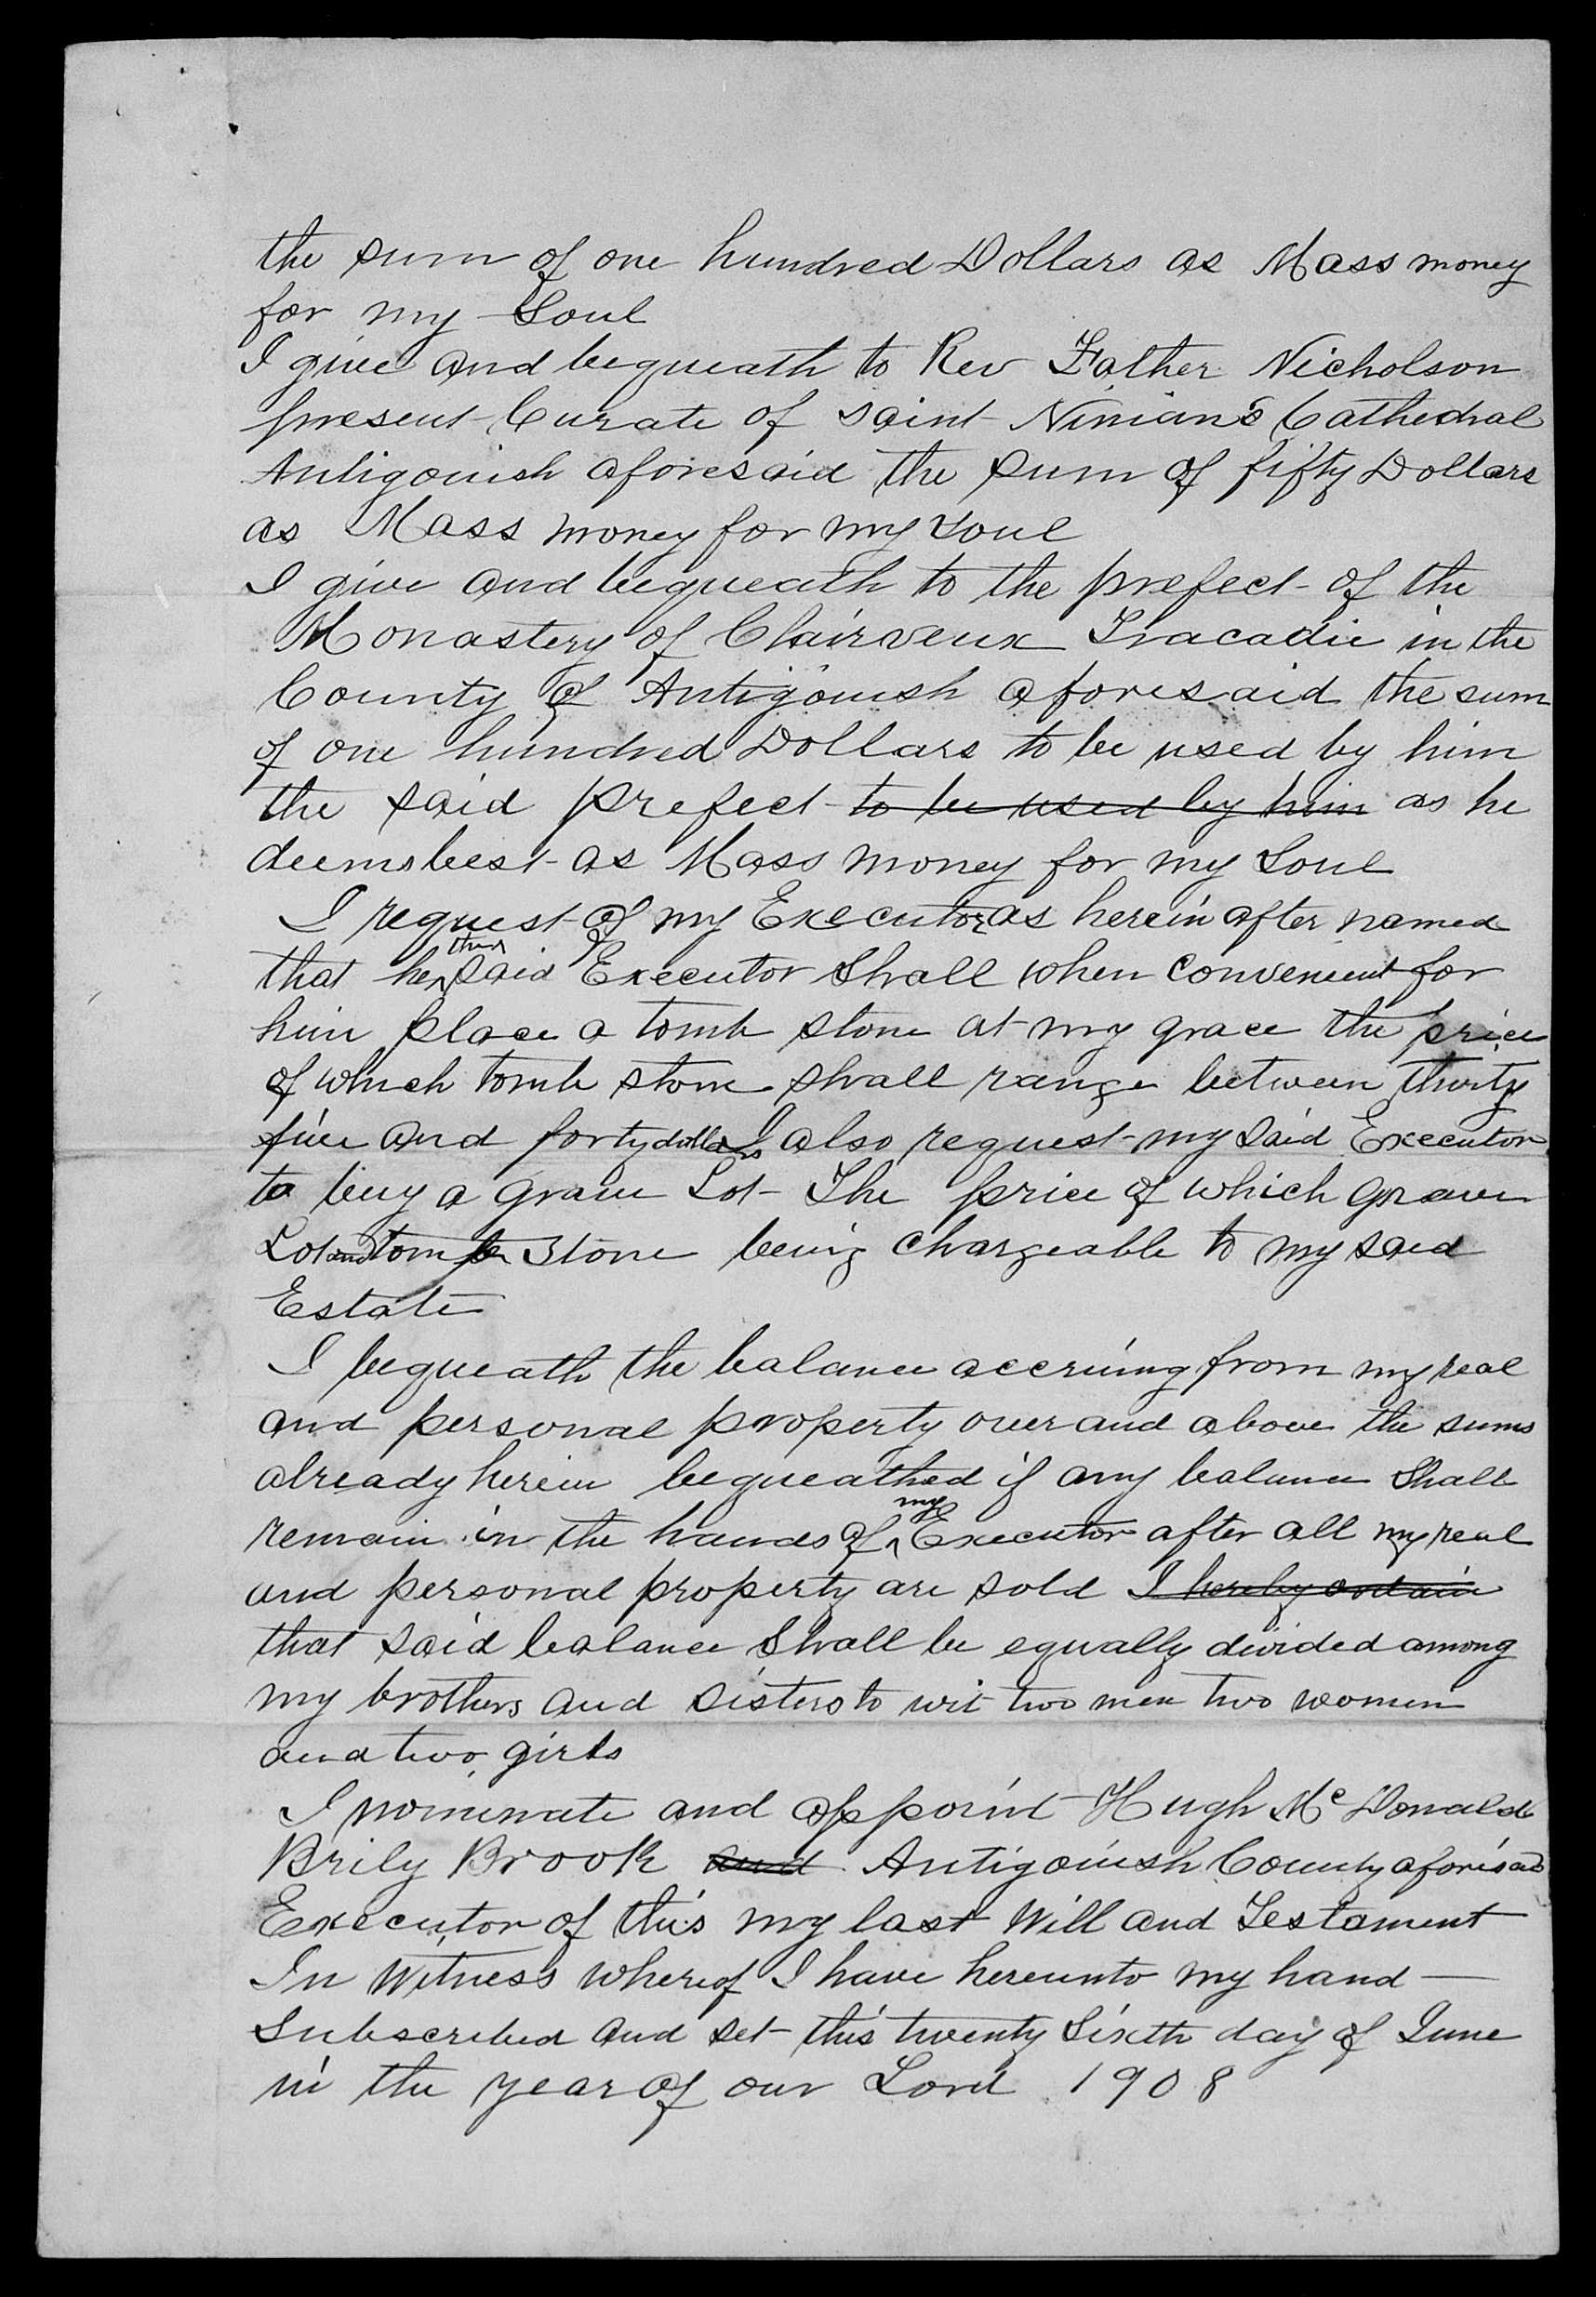 the sum of one hundred Dollars as Mass money
for my Soul
I give and bequeath to Rev Father Nicholson
present Curate of Saint Ninian's Cathedral
Antigonish aforesaid the sum of fifty Dollars
as Mass money for my Soul
I give and bequeath to the prefect of the
Monastery of Clairveux Tracadie in the
County of Antigonish aforesaid the sum
of one hundred Dollars to be used by him
the said prefect to be used by him as he
deems best as Mass money for my Soul
I request of my Executor as herein after named
that he the said Executor Shall when convenient for
him place a tomb stone at my grace the price
of which tomb stone shall range between thirty
five and forty dollars I also request my said Executor
to buy a grave Lot The price of which grave
Lot and tomb Stone being chargeable to my said
Estate
I bequeath the balance accruing from my real
and personal property over and above the sums
already herein bequeathed if any balance Shall
remain in the hands of my Executor after all my real
and personal property are sold I hereby ordain
that said balance Shall be equally divided among
my brothers and sisters to wit two men two women
and two girls
I nominate and appoint Hugh Mc Donald
Brily Brook and Antigonish County aforesaid
Executor of this my last Will and Testament
In Witness whereof I have hereunto my hand
Subscribed and set this twenty Sixth day of June
in the year of our Lord 1908